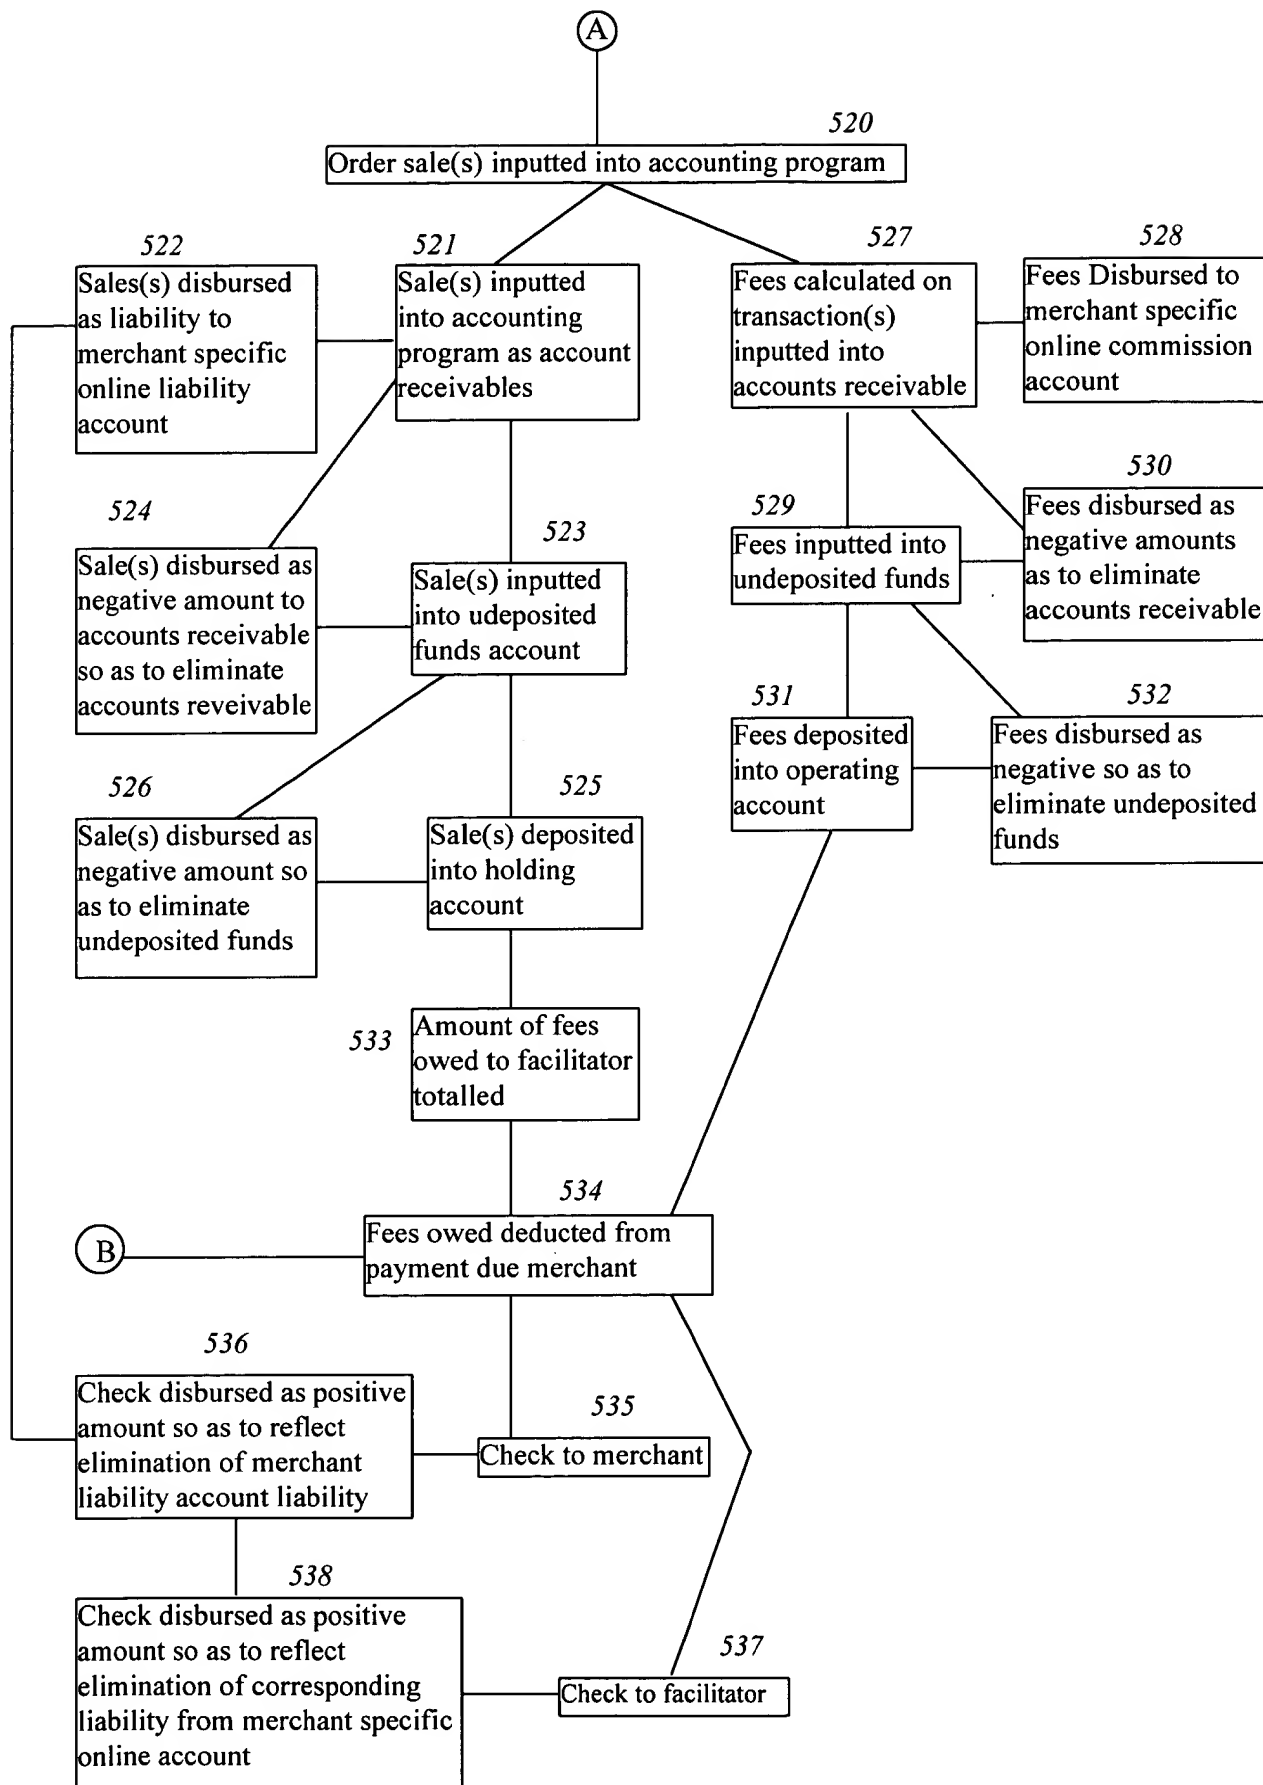 A
520
Order sale(s) inputted into accounting program
522
Sales(s) disbursed
as liability to
merchant specific
online liability
account
521
Sale(s) inputted
into accounting
program as account
receivables
527
Fees calculated on
transaction(s)
inputted into
accounts receivable
528
Fees Disbursed to
merchant specific
online commission
account
524
Sale(s) disbursed as
negative amount to
accounts receivable
so as to eliminate
accounts reveivable
523
Sale(s) inputted
into udeposited
funds account
529
Fees inputted into
undeposited funds
530
Fees disbursed as
negative amounts
as to eliminate
accounts receivable
526
Sale(s) disbursed as
negative amount so
as to eliminate
undeposited funds
525
Sale(s) deposited
into holding
account
531
Fees deposited
into operating
account
532
Fees disbursed as
negative so as to
eliminate undeposited
funds
533
Amount of fees
owed to facilitator
totalled
534
Fees owed deducted from
payment due merchant
B
536
Check disbursed as positive
amount so as to reflect
elimination of merchant
liability account liability
535
Check to merchant
538
Check disbursed as positive
amount so as to reflect
elimination of corresponding
liability from merchant specific
online account
537
Check to facilitator